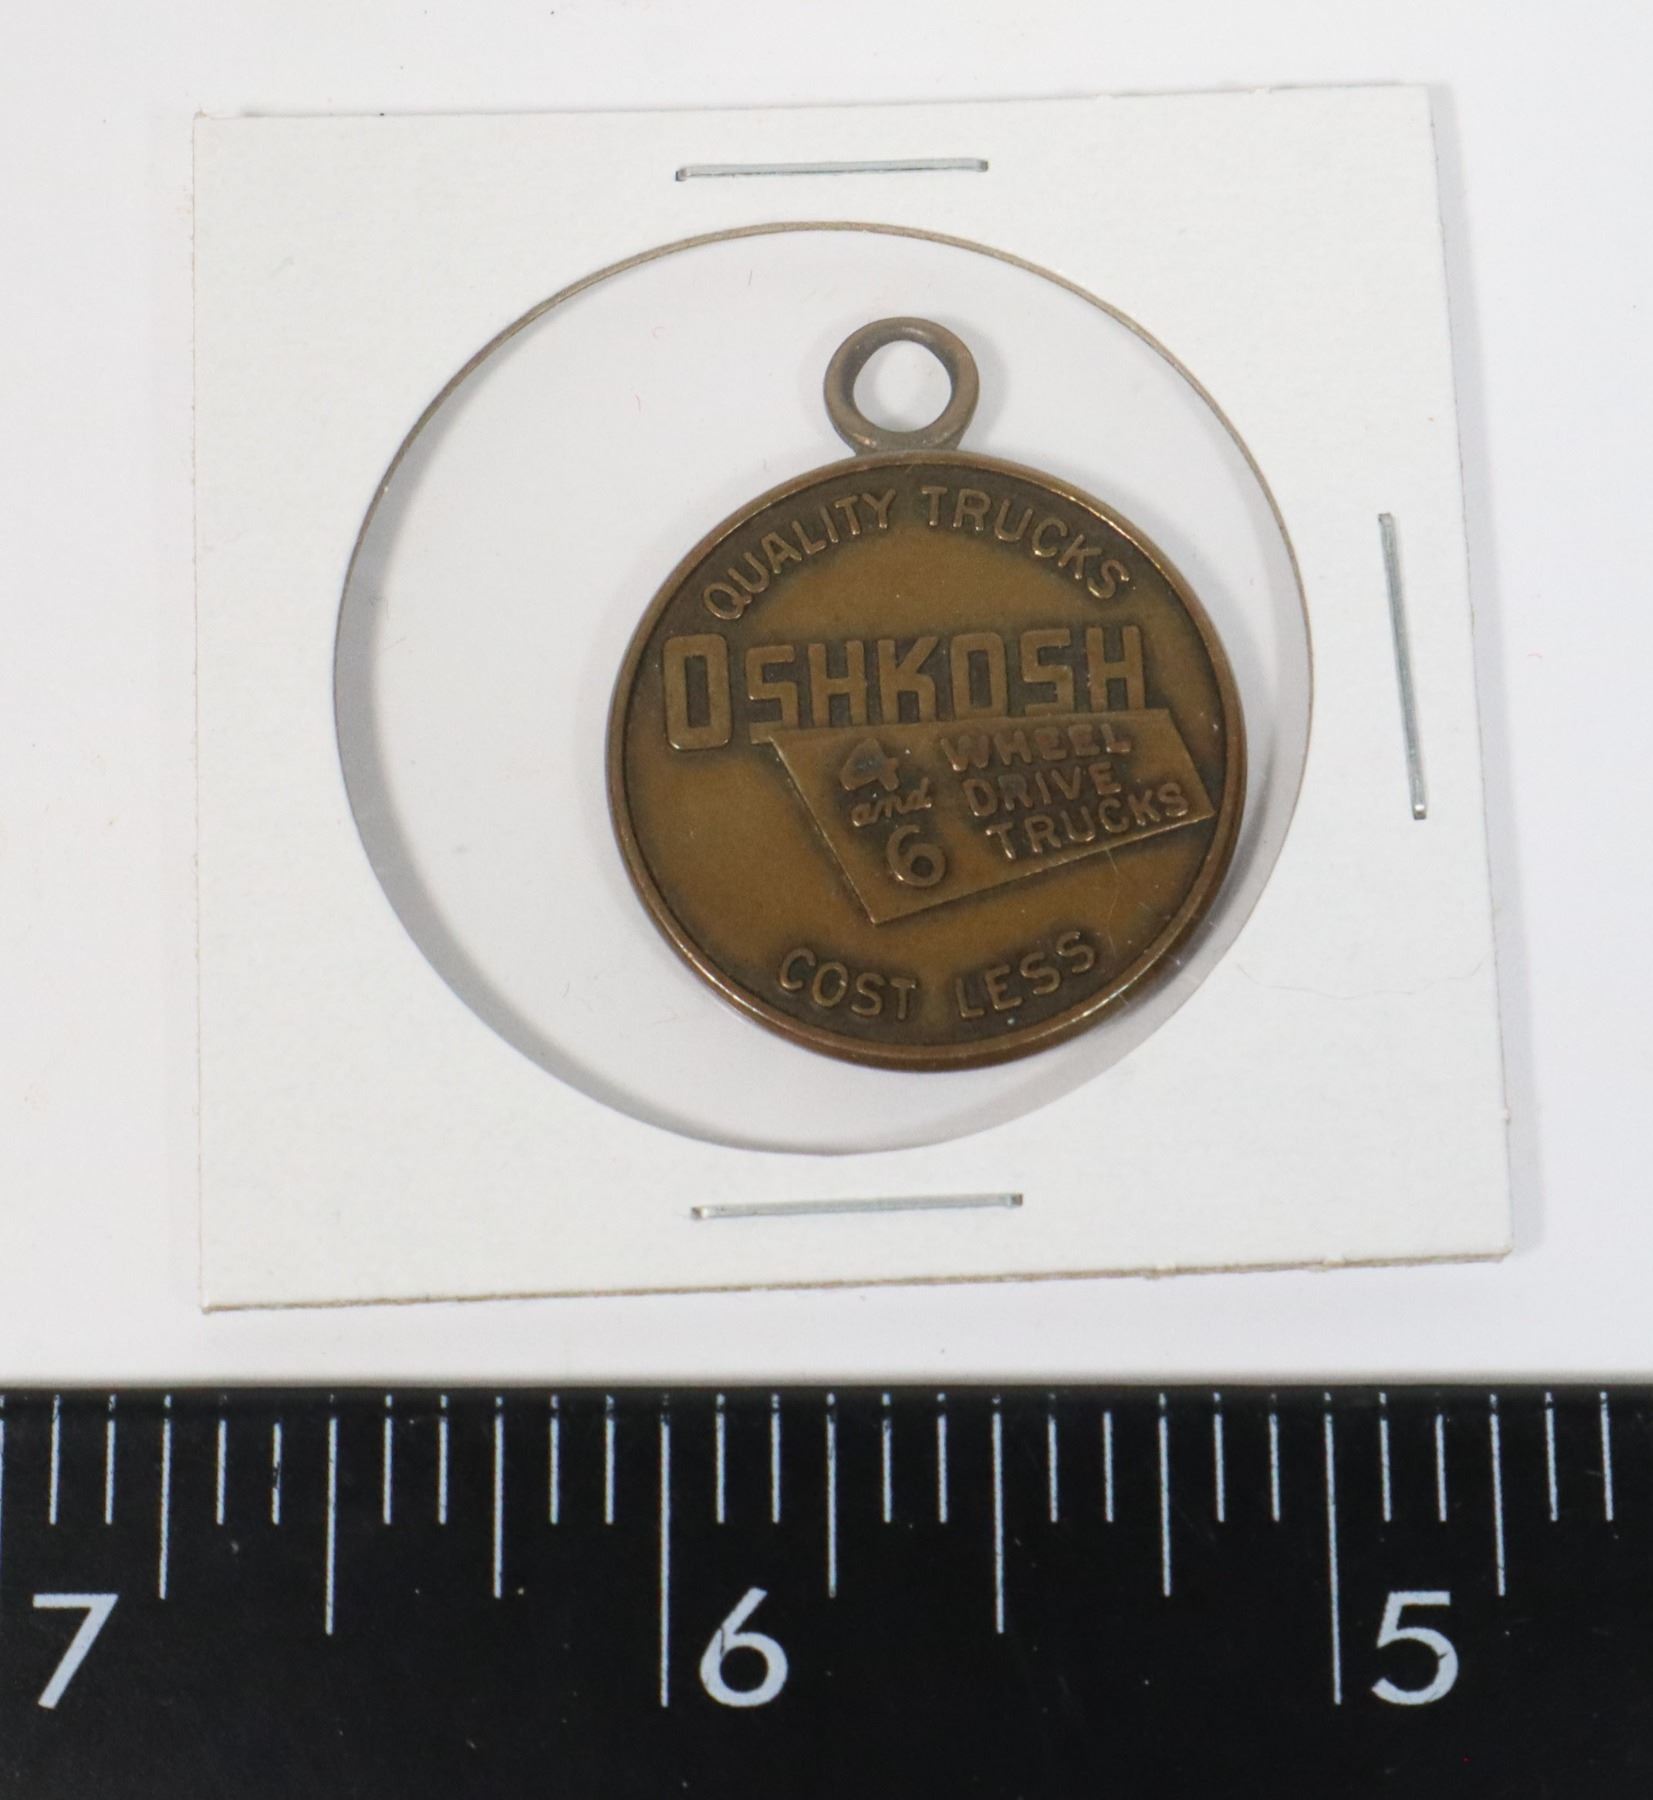 QUALITY TRUCKS
OSHKOSH
4 and 6 WHEEL DRIVE TRUCKS
COST LESS
7 6 5